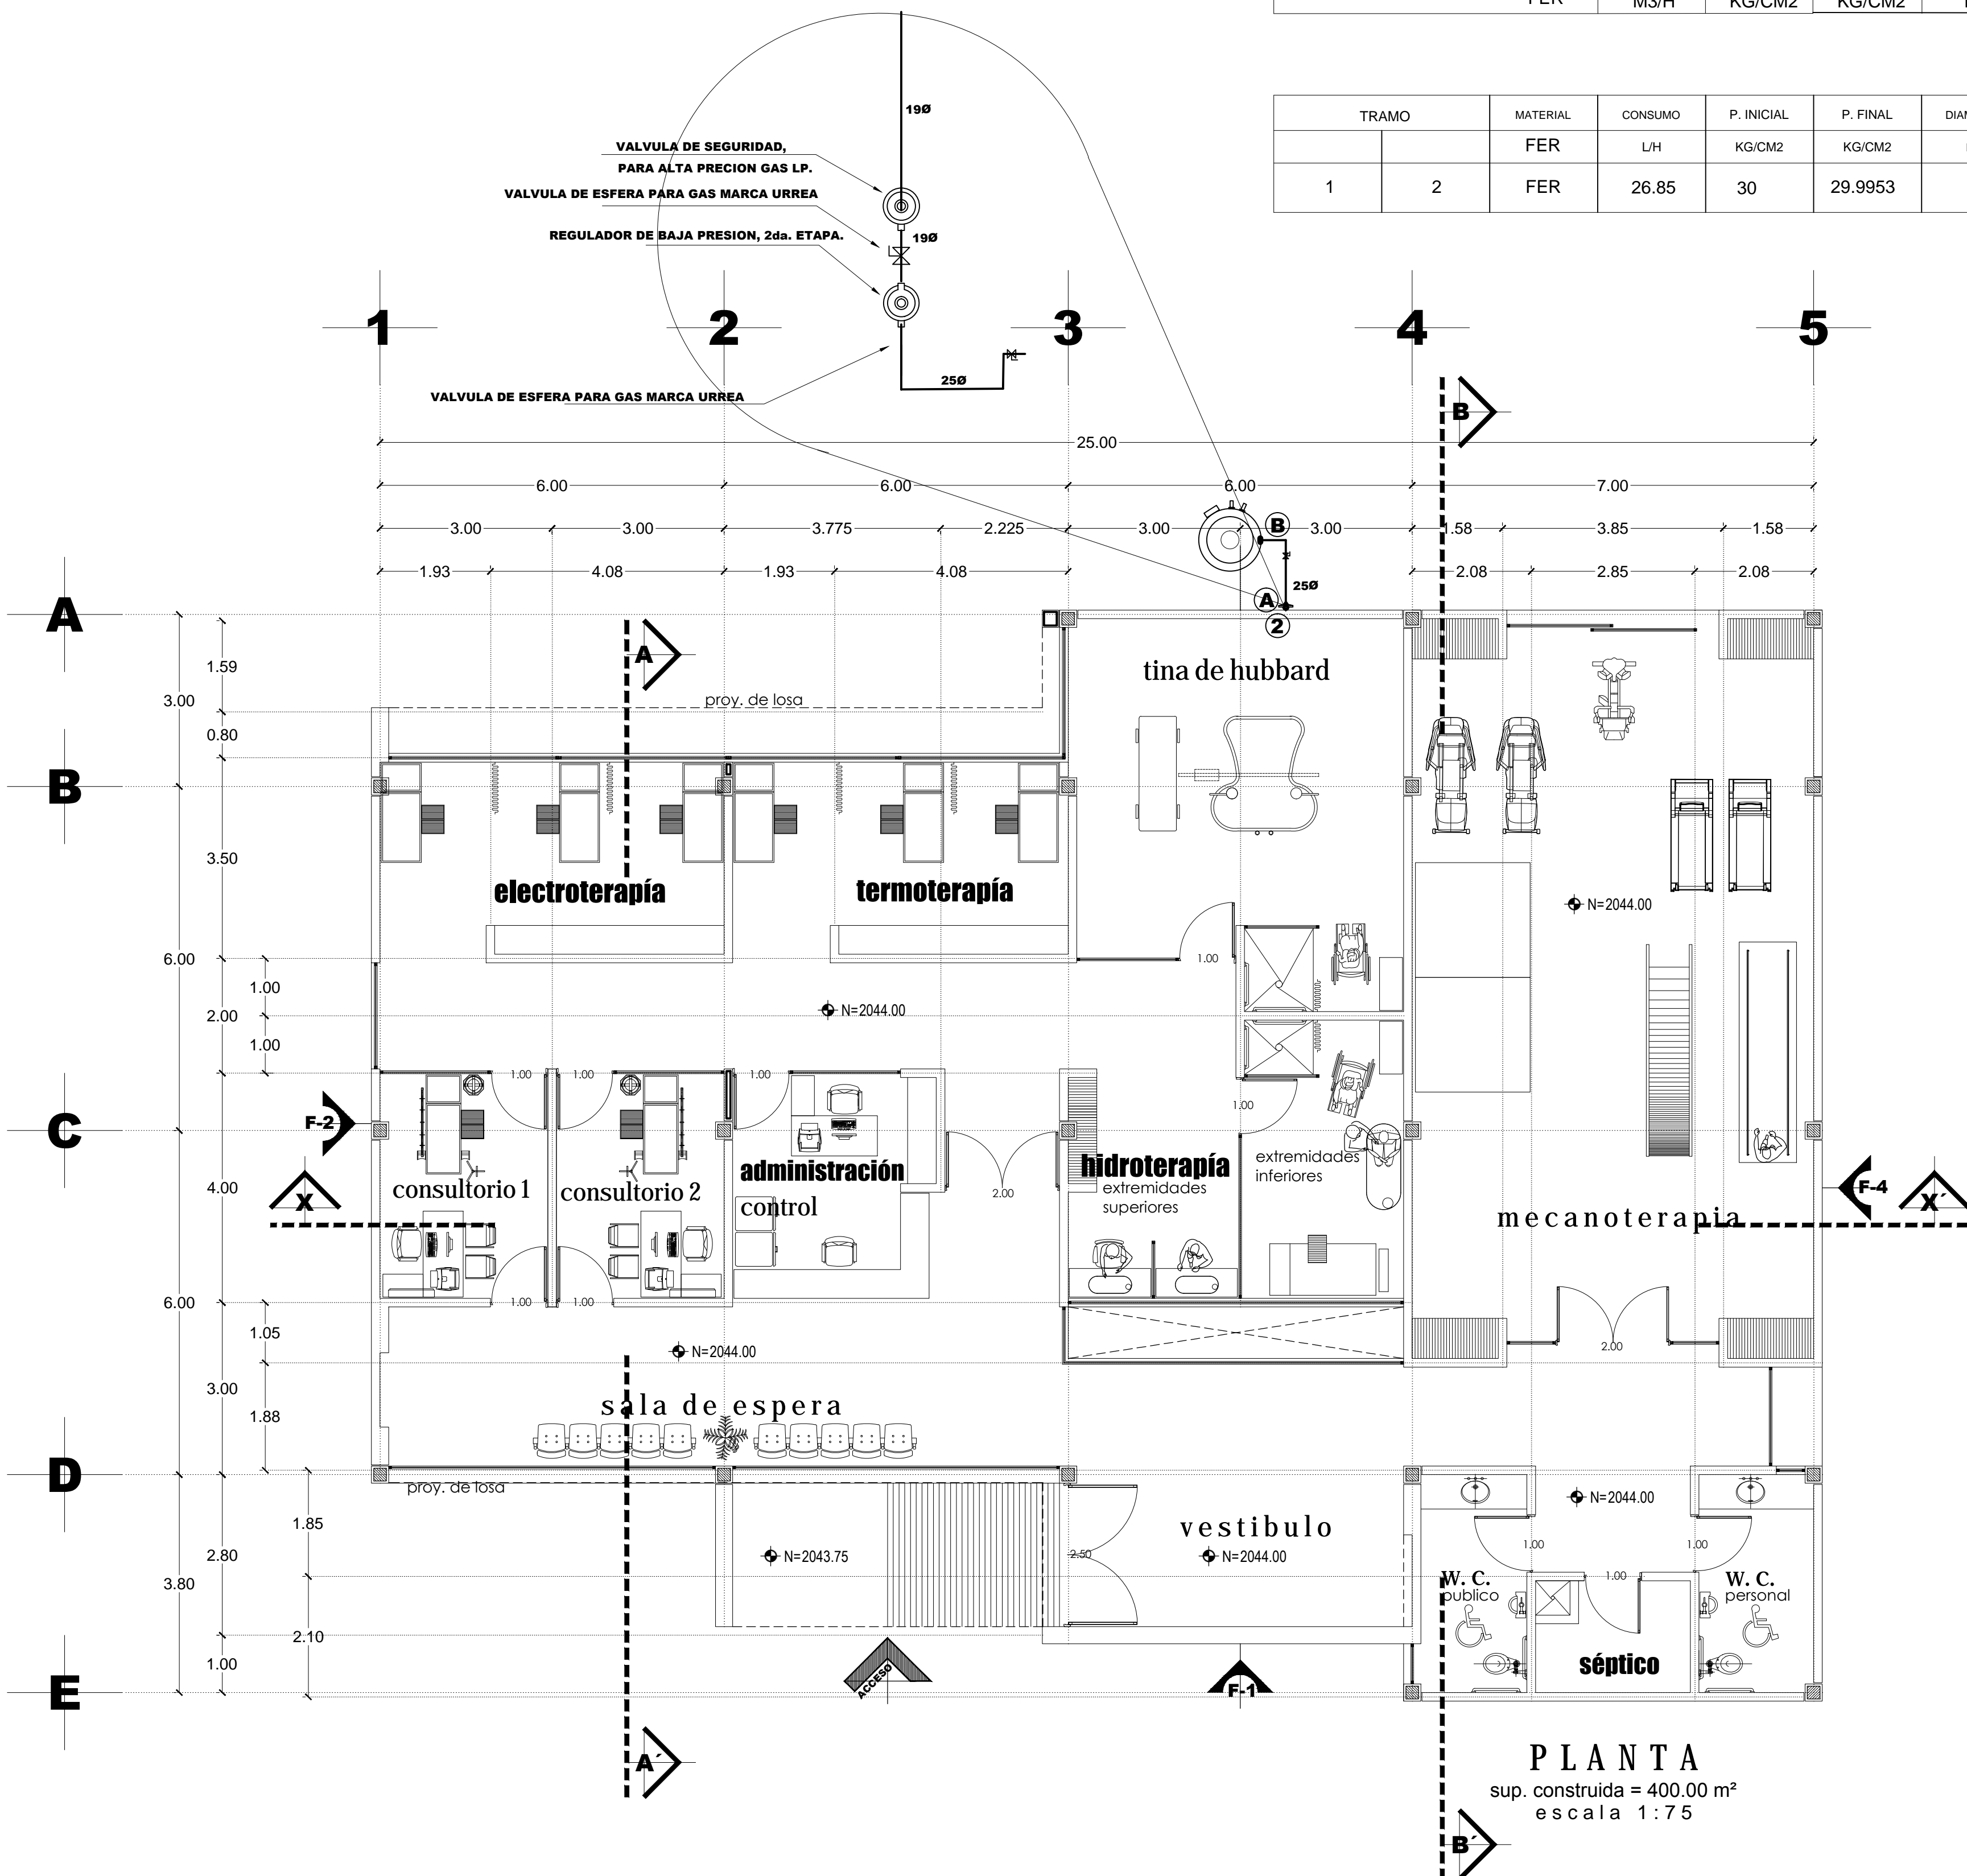 FER M3/H KG/CM2 KG/CM2
TRAMO MATERIAL CONSUMO P. INICIAL P. FINAL
FER L/H KG/CM2 KG/CM2
1 2 FER 26.85 30 29.9953
19Ø
VALVULA DE SEGURIDAD,
PARA ALTA PRECION GAS LP.
VALVULA DE ESFERA PARA GAS MARCA URREA
19Ø
REGULADOR DE BAJA PRESION, 2da. ETAPA.
VALVULA DE ESFERA PARA GAS MARCA URREA
25Ø
1 2 3 4 5
B
25.00
6.00 6.00 6.00 7.00
3.00 3.00 3.775 2.225 3.00 3.00 1.58 3.85 1.58
B
1.93 4.08 1.93 4.08 2.08 2.85 2.08
25Ø
A
2
A
B
C
D
E
1.59
3.00
0.80
3.50
6.00
1.00
2.00
1.00
4.00
6.00
1.05
3.00
1.88
1.85
2.80
3.80
2.10
1.00
A
proy. de losa
tina de hubbard
electroterapía
termoterapía
N=2044.00
1.00
N=2044.00
1.00
1.00
1.00
1.00
F-2
X
consultorio 1
consultorio 2
administración
control
2.00
hidroterapía
extremidades
superiores
extremidades
inferiores
mecanoterapia
F-4
X´
1.00
1.00
2.00
N=2044.00
sala de espera
proy. de losa
N=2043.75
2.50
vestibulo
N=2044.00
N=2044.00
1.00
1.00
1.00
W. C.
publico
W. C.
personal
séptico
ACCESO
F-1
A´
B´
PLANTA
sup. construida = 400.00 m²
escala 1:75